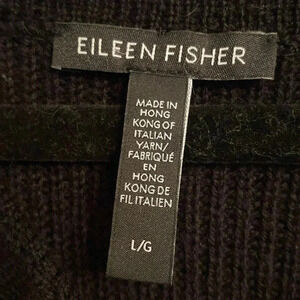 EILEEN FISHER
MADE IN
HONG
KONG OF
ITALIAN
YARN/
FABRIQUÉ
EN
HONG
KONG DE
FIL ITALIEN
L/G